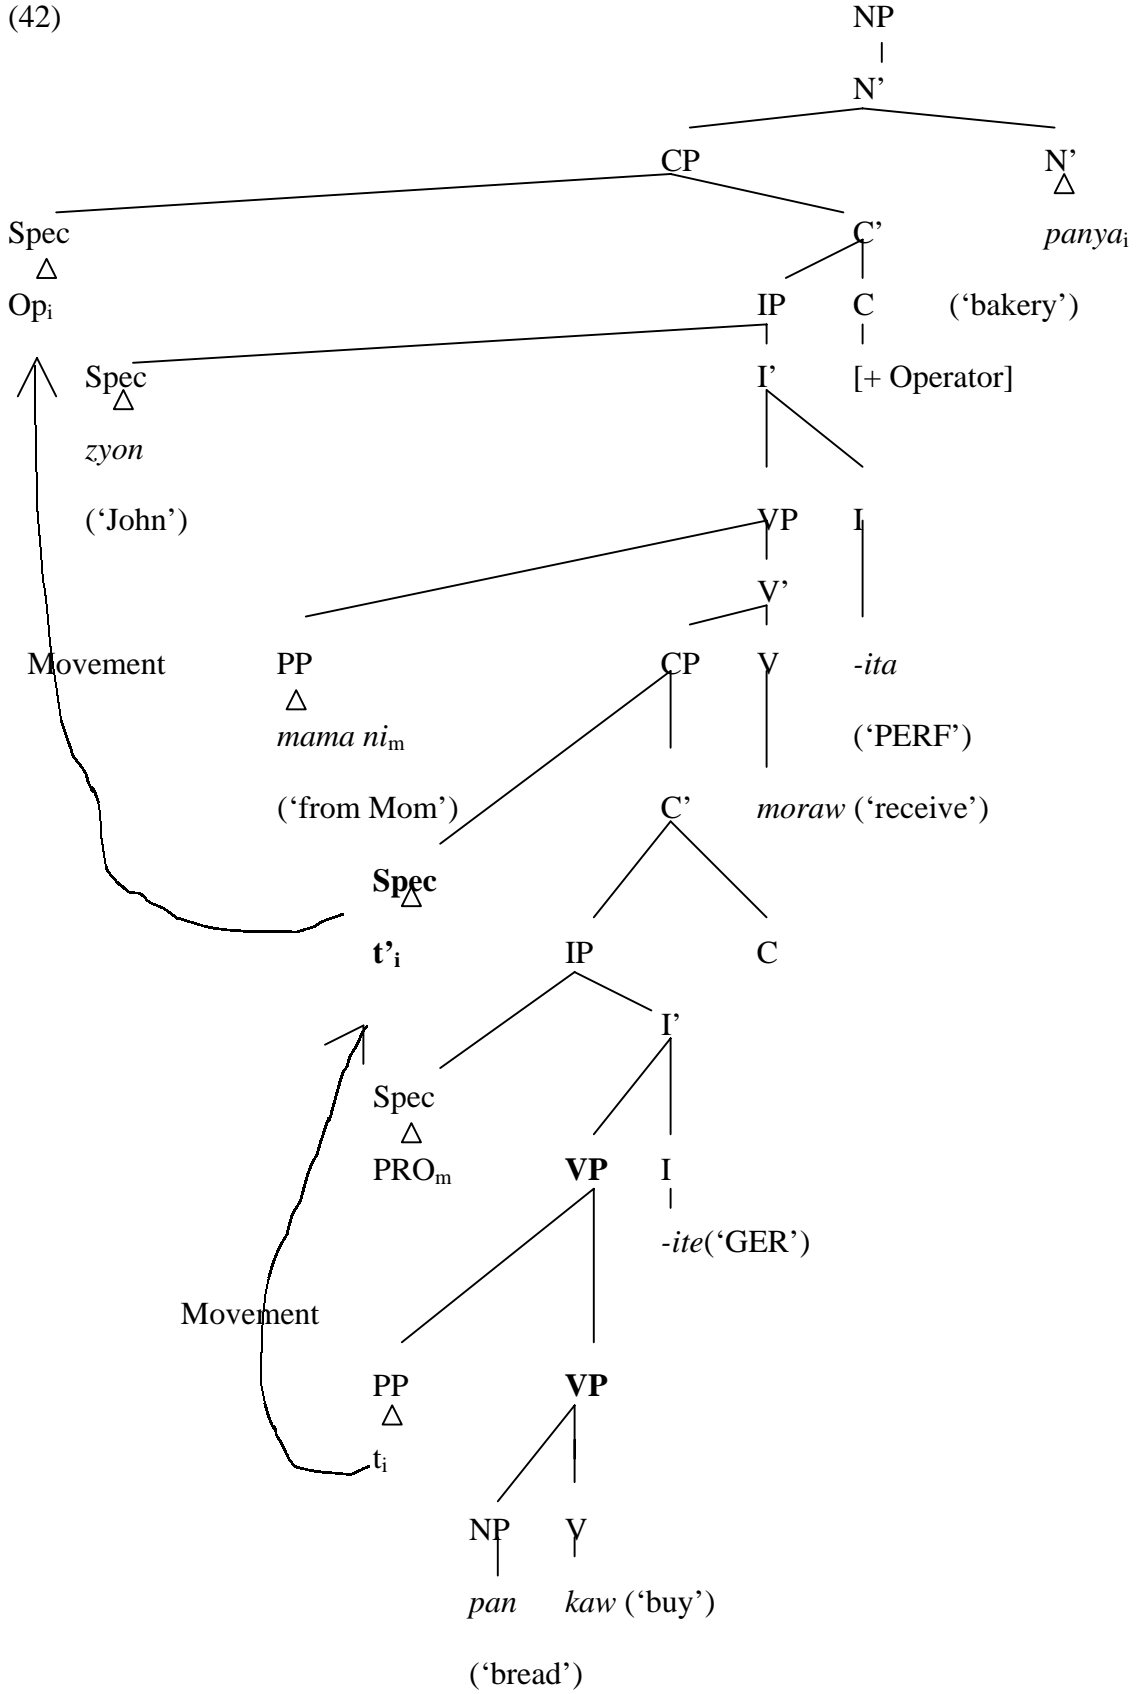 (42) NP
N’
CP N’
Spec C’ panyaᵢ
Opᵢ IP C (‘bakery’)
Spec I’ [+ Operator]
zyon
(‘John’) VP I
V’
Movement PP CP V -ita
mama niₘ (‘PERF’)
(‘from Mom’) C’ moraw (‘receive’)
Spec
t’ᵢ IP C
I’
Spec
PROₘ VP I
-ite(‘GER’)
Movement
PP VP
tᵢ
NP V
pan kaw (‘buy’)
(‘bread’)